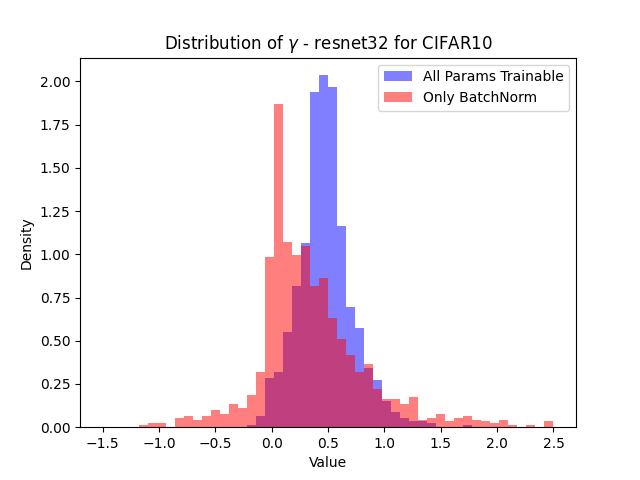 Distribution of γ - resnet32 for CIFAR10
All Params Trainable
Only BatchNorm
2.00
1.75
1.50
1.25
1.00
0.75
0.50
0.25
0.00
Density
−1.5 −1.0 −0.5 0.0 0.5 1.0 1.5 2.0 2.5
Value